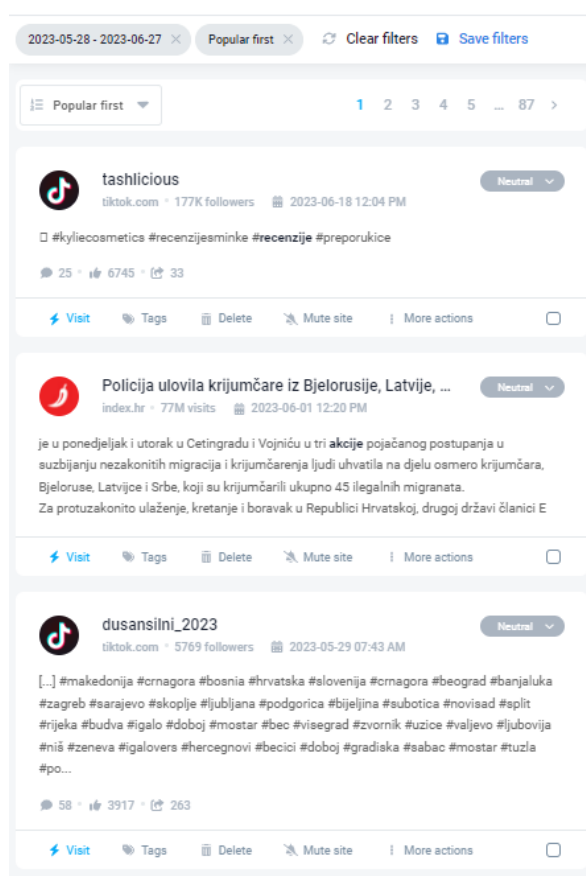 2023-05-28 - 2023-06-27 × Popular first × Clear filters Save filters
Popular first 1 2 3 4 5 ... 87 >
tashlicious Neutral
tiktok.com • 177K followers 2023-06-18 12:04 PM
#kyliecosmetics #recenzijesminke #recenzije #preporukice
25 • 6745 • 33
Visit Tags Delete Mute site More actions
Policija ulovila krijumčare iz Bjelorusije, Latvije, ... Neutral
index.hr • 77M visits 2023-06-01 12:20 PM
je u ponedjeljak i utorak u Cetingradu i Vojniću u tri akcije pojačanog postupanja u
suzbijanju nezakonitih migracija i krijumčarenja ljudi uhvatila na djelu osmero krijumčara,
Bjeloruse, Latvijce i Srbe, koji su krijumčarili ukupno 45 ilegalnih migranata.
Za protuzakonito ulaženje, kretanje i boravak u Republici Hrvatskoj, drugoj državi članici E
Visit Tags Delete Mute site More actions
dusansilni_2023 Neutral
tiktok.com • 5769 followers 2023-05-29 07:43 AM
[...] #makedonija #crnagora #bosnia #hrvatska #slovenija #crnagora #beograd #banjaluka
#zagreb #sarajevo #skoplje #ljubljana #podgorica #bijeljina #subotica #novisad #split
#rijeka #budva #igalo #doboj #mostar #bec #visegrad #zvornik #uzice #valjevo #ljubovija
#niš #zeneva #igalovers #hercegnovi #becici #doboj #gradiska #sabac #mostar #tuzla
#po...
58 • 3917 • 263
Visit Tags Delete Mute site More actions